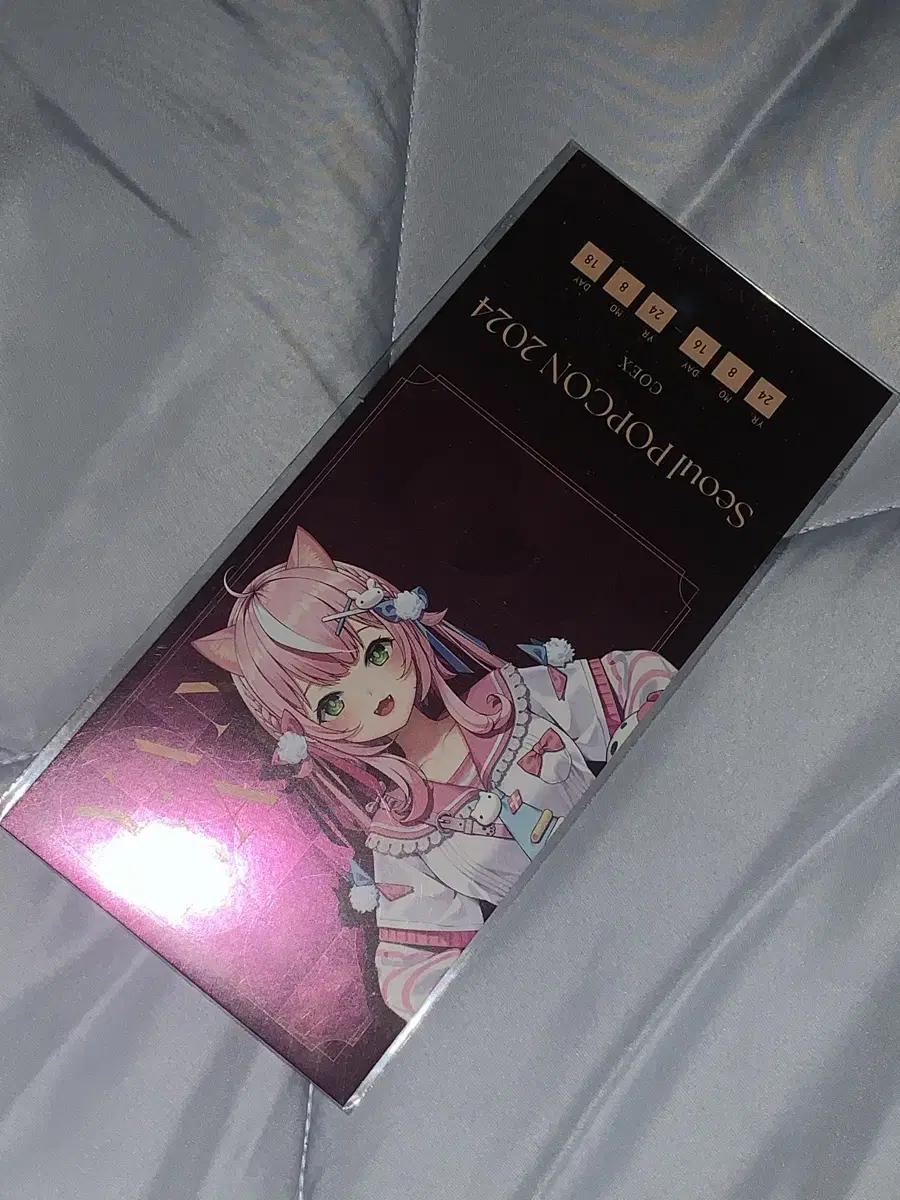 Seoul POPCON 2024
COEX
YR MO DAY YR MO DAY
24 8 16 – 24 8 18